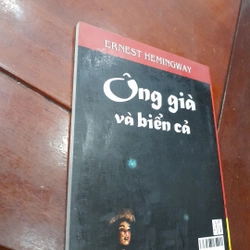 ERNEST HEMINGWAY
Ông già
và biển cả